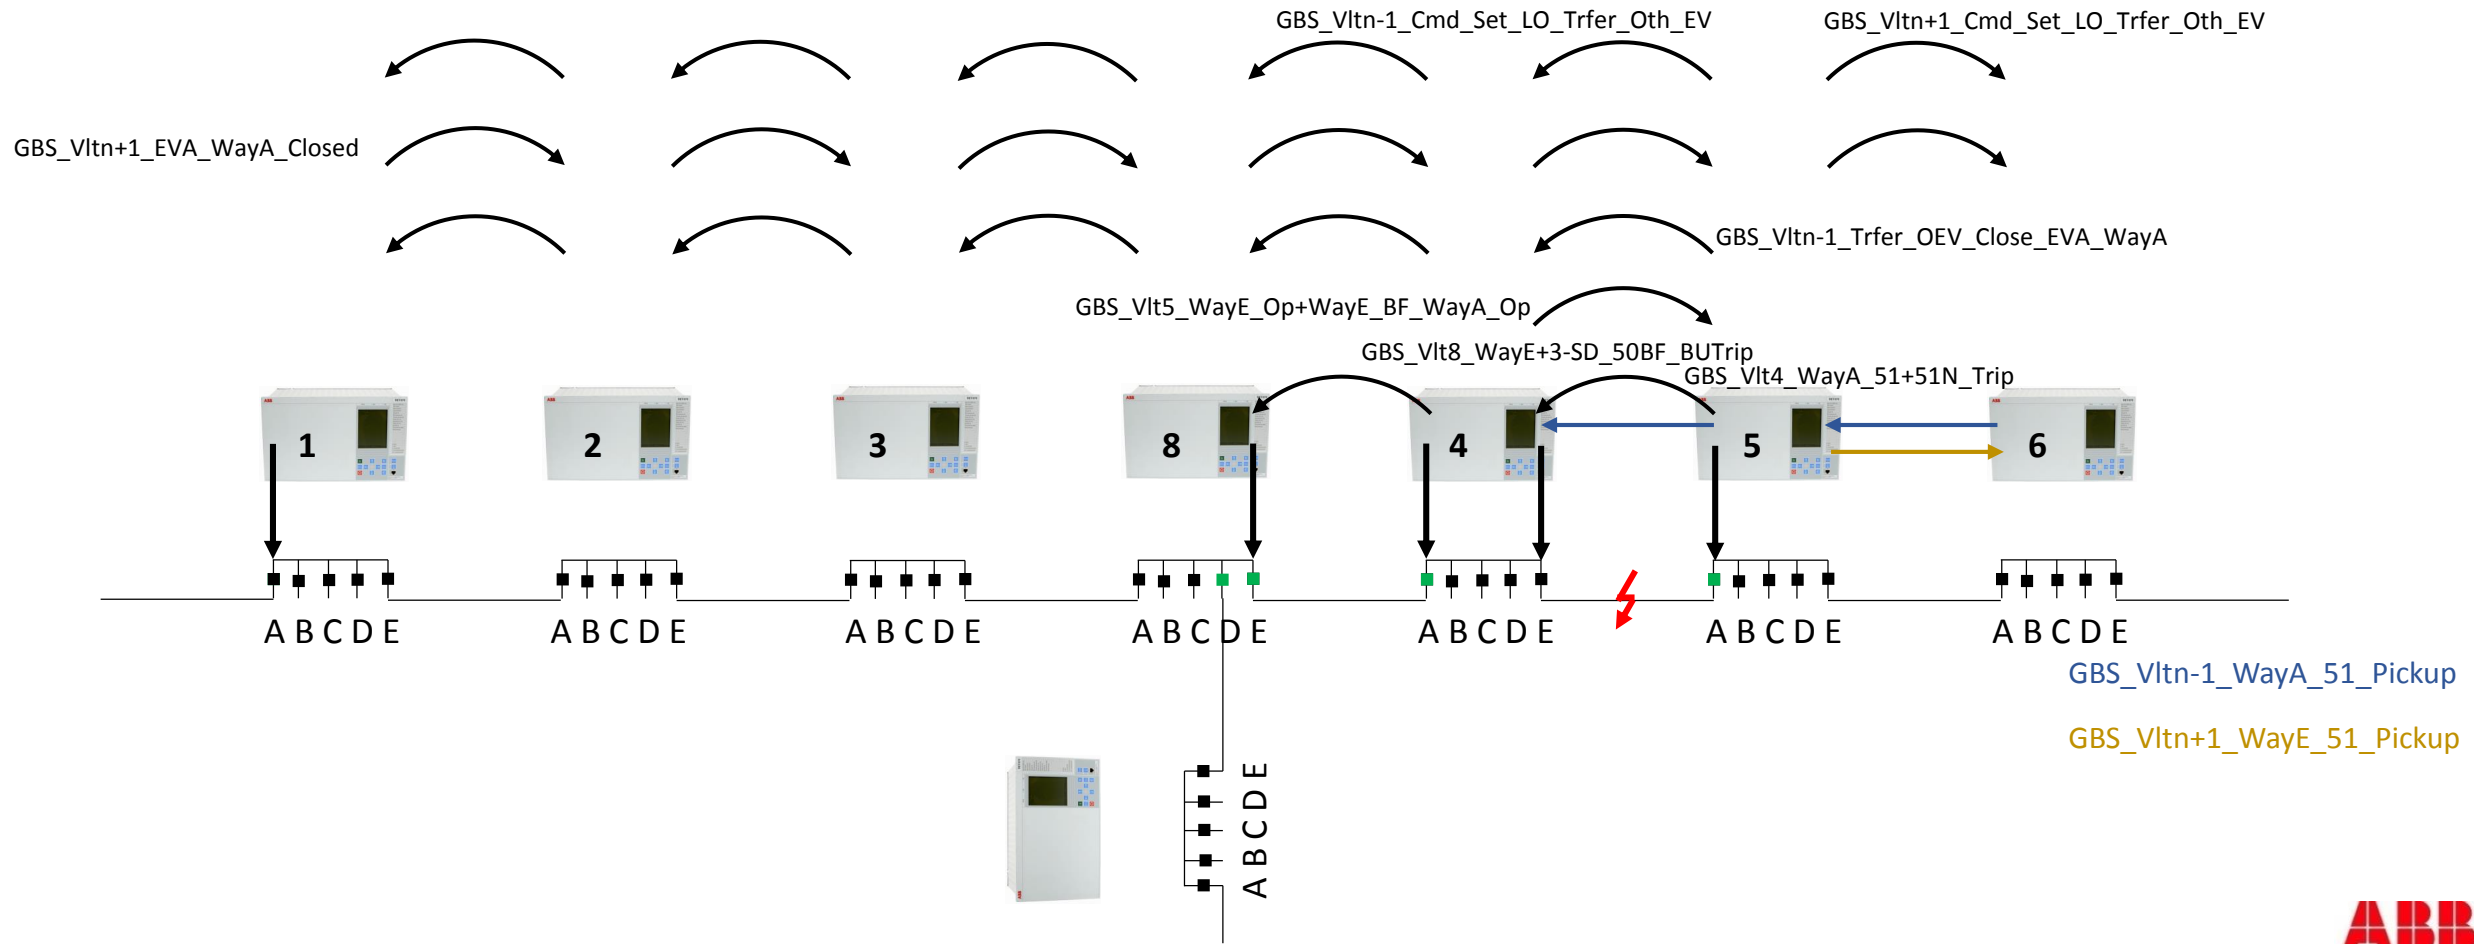 GBS_Vltn-1_Cmd_Set_LO_Trfer_Oth_EV
GBS_Vltn+1_Cmd_Set_LO_Trfer_Oth_EV
GBS_Vltn+1_EVA_WayA_Closed
GBS_Vltn-1_Trfer_OEV_Close_EVA_WayA
GBS_Vlt5_WayE_Op+WayE_BF_WayA_Op
GBS_Vlt8_WayE+3-SD_50BF_BUTrip
GBS_Vlt4_WayA_51+51N_Trip
1
2
3
8
4
5
6
A B C D E
A B C D E
A B C D E
A B C D E
A B C D E
A B C D E
A B C D E
GBS_Vltn-1_WayA_51_Pickup
GBS_Vltn+1_WayE_51_Pickup
A B C D E
ABB